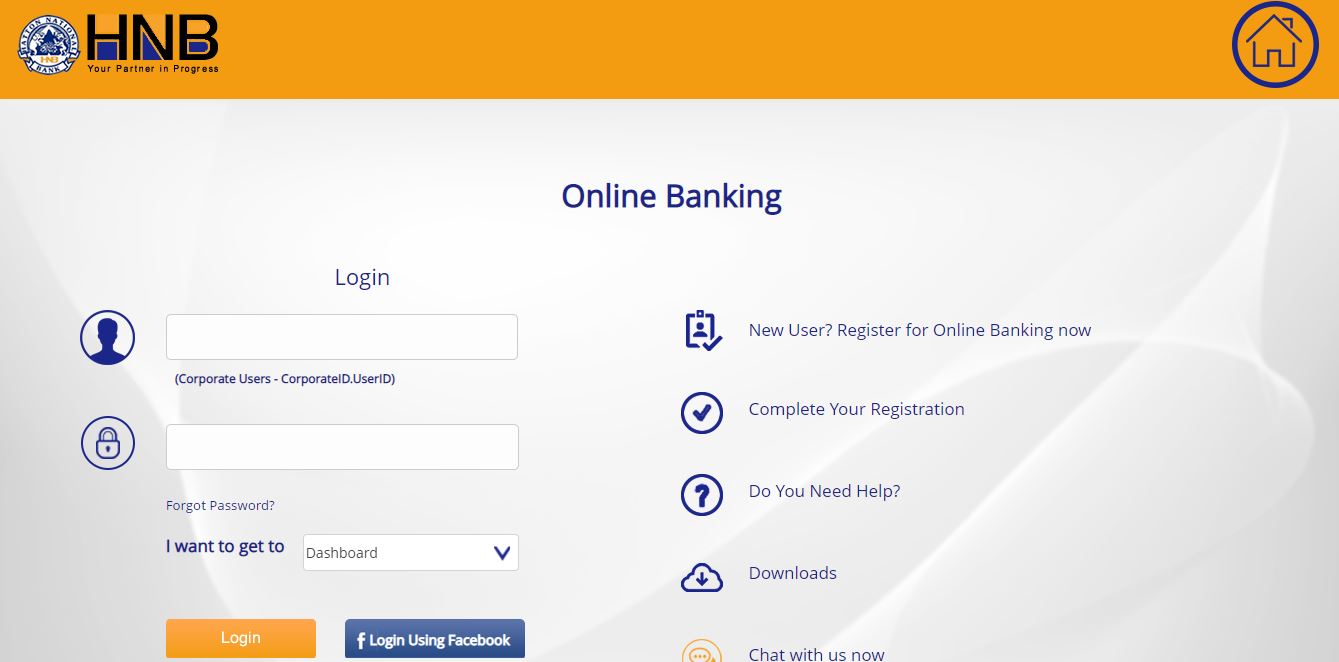 HATTON NATIONAL
BANK
HNB
HNB
Your Partner in Progress
Online Banking
Login
(Corporate Users - CorporateID.UserID)
Forgot Password?
I want to get to
Dashboard
Login
f Login Using Facebook
New User? Register for Online Banking now
Complete Your Registration
Do You Need Help?
Downloads
Chat with us now